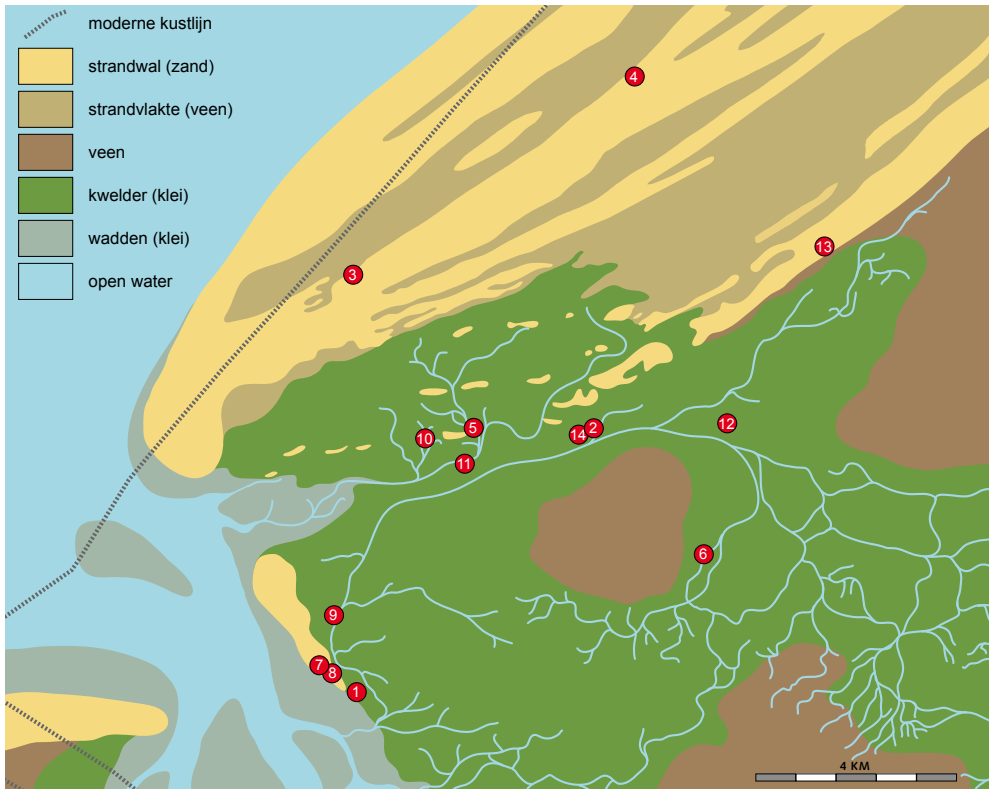 moderne kustlijn
strandwal (zand)
strandvlakte (veen)
veen
kwelder (klei)
wadden (klei)
open water
4
3
13
5
10
14
2
12
11
6
9
7
8
1
4 KM